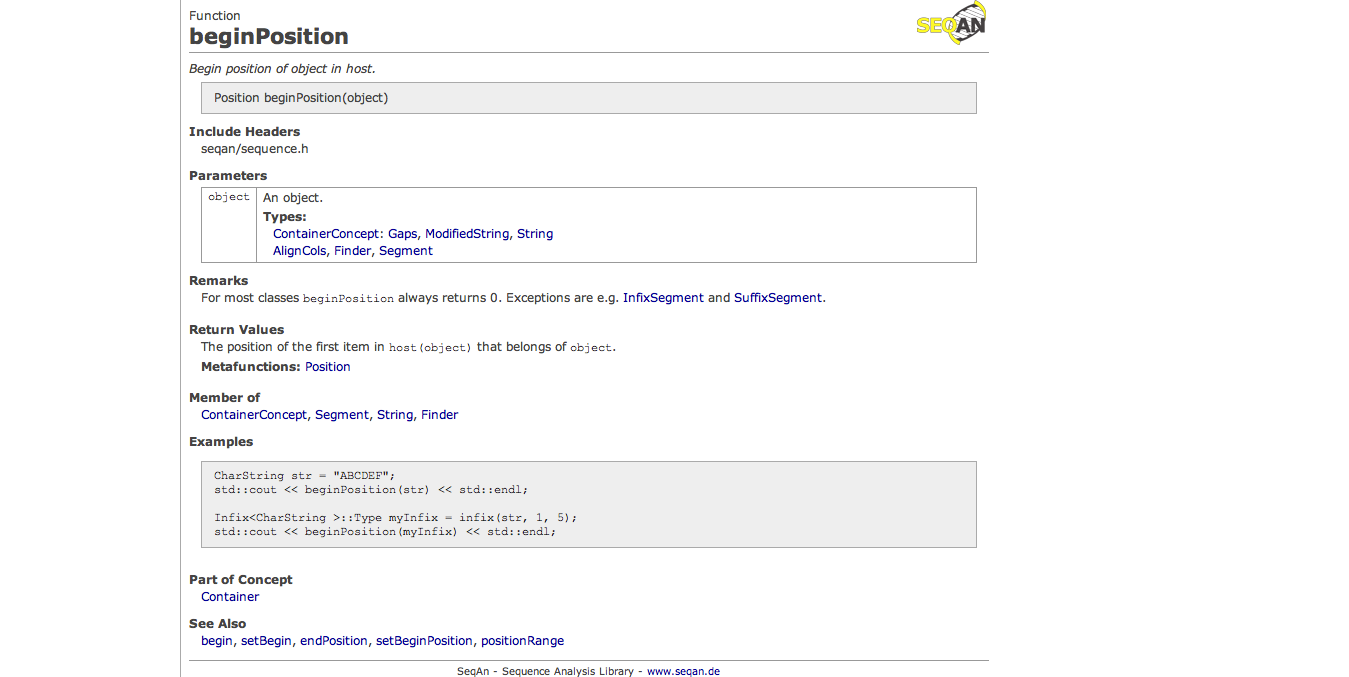 Function
beginPosition
SEQAN
Begin position of object in host.
Position beginPosition(object)
Include Headers
seqan/sequence.h
Parameters
object An object.
Types:
ContainerConcept: Gaps, ModifiedString, String
AlignCols, Finder, Segment
Remarks
For most classes beginPosition always returns 0. Exceptions are e.g. InfixSegment and SuffixSegment.
Return Values
The position of the first item in host(object) that belongs of object.
Metafunctions: Position
Member of
ContainerConcept, Segment, String, Finder
Examples
CharString str = "ABCDEF";
std::cout << beginPosition(str) << std::endl;
Infix<CharString >::Type myInfix = infix(str, 1, 5);
std::cout << beginPosition(myInfix) << std::endl;
Part of Concept
Container
See Also
begin, setBegin, endPosition, setBeginPosition, positionRange
SeqAn - Sequence Analysis Library - www.seqan.de